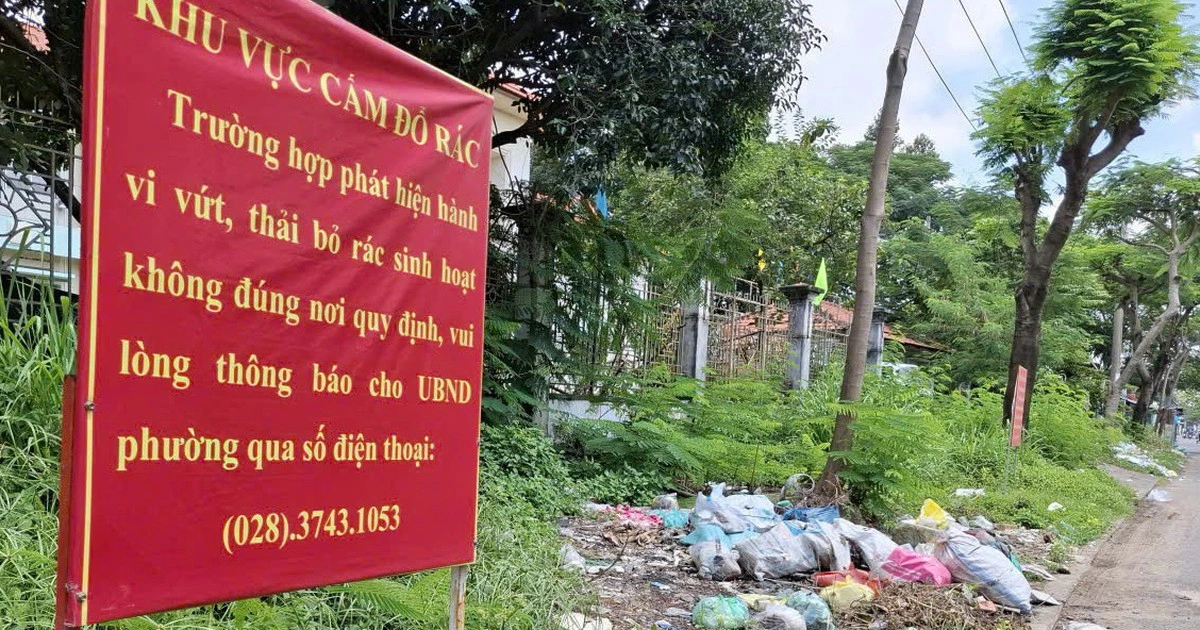 KHU VỰC CẤM ĐỔ RÁC
Trường hợp phát hiện hành
vi vứt, thải bỏ rác sinh hoạt
không đúng nơi quy định, vui
lòng thông báo cho UBND
phường qua số điện thoại:
(028).3743.1053